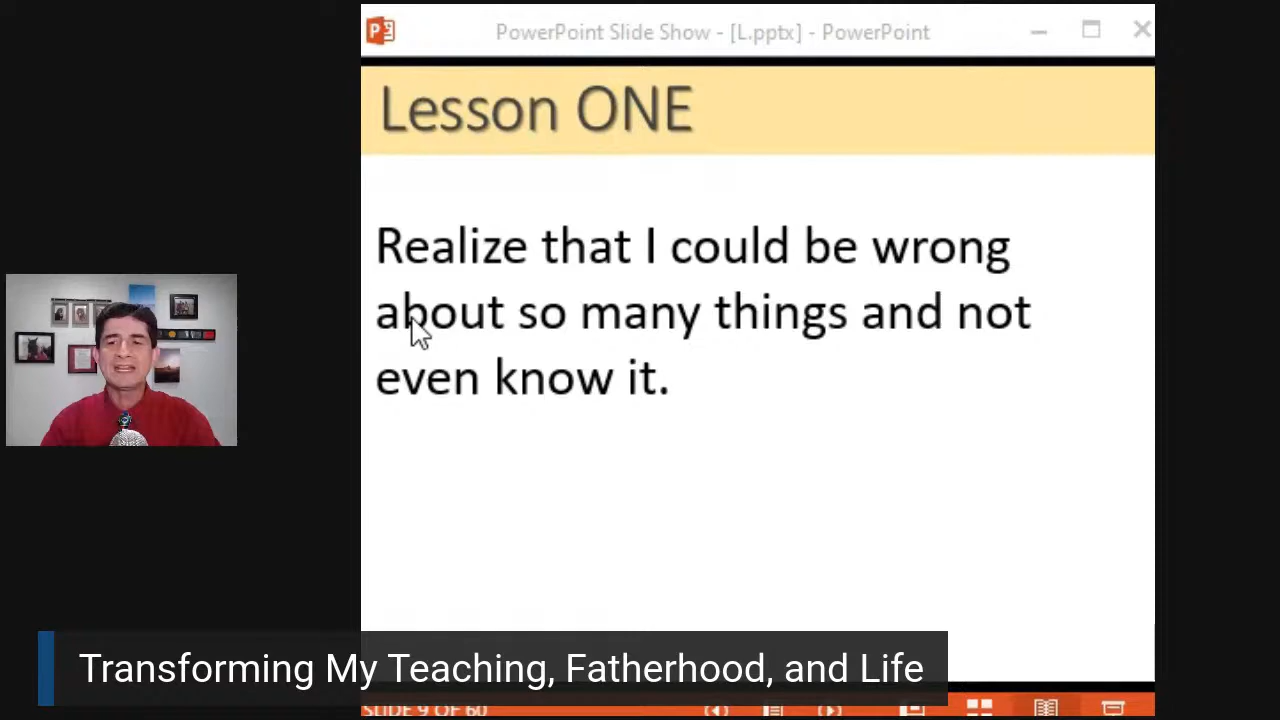 PowerPoint Slide Show - [L.pptx] - PowerPoint
Lesson ONE
Realize that I could be wrong
about so many things and not
even know it.
Transforming My Teaching, Fatherhood, and Life
SLIDE 9 OF 60